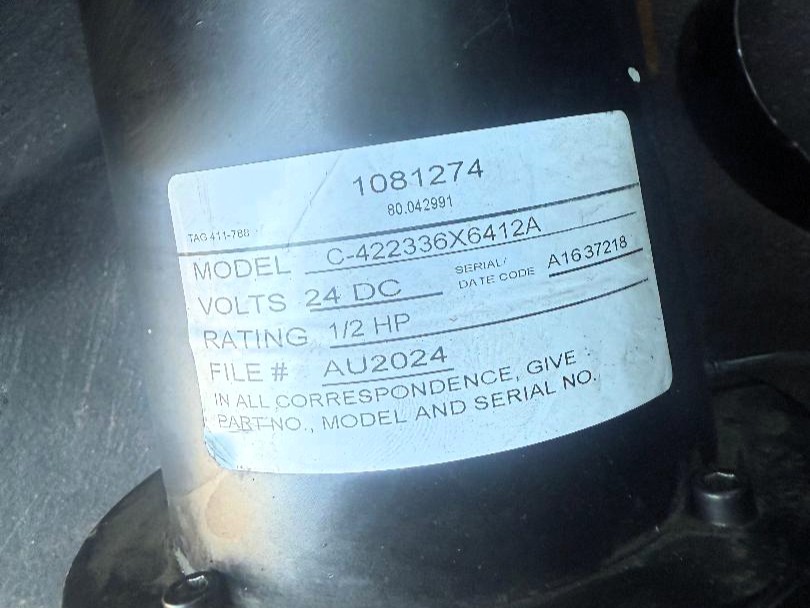 1081274
80.042991
TAG 411-788
MODEL C-422336X6412A
VOLTS 24 DC SERIAL/ DATE CODE A1637218
RATING 1/2 HP
FILE # AU2024
IN ALL CORRESPONDENCE, GIVE
PART NO., MODEL AND SERIAL NO.